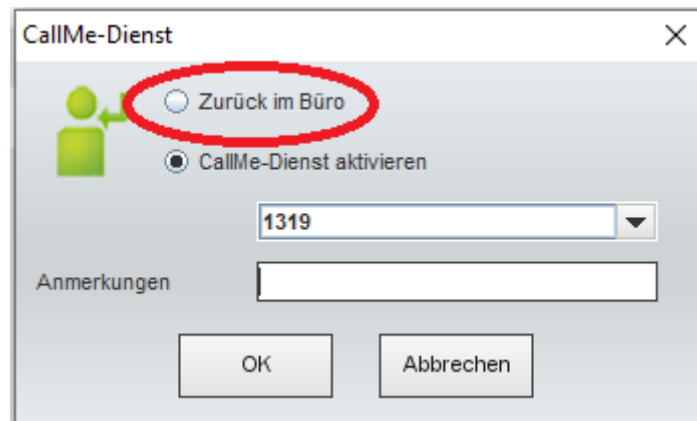 CallMe-Dienst
Zurück im Büro
CallMe-Dienst aktivieren
1319
Anmerkungen
OK
Abbrechen